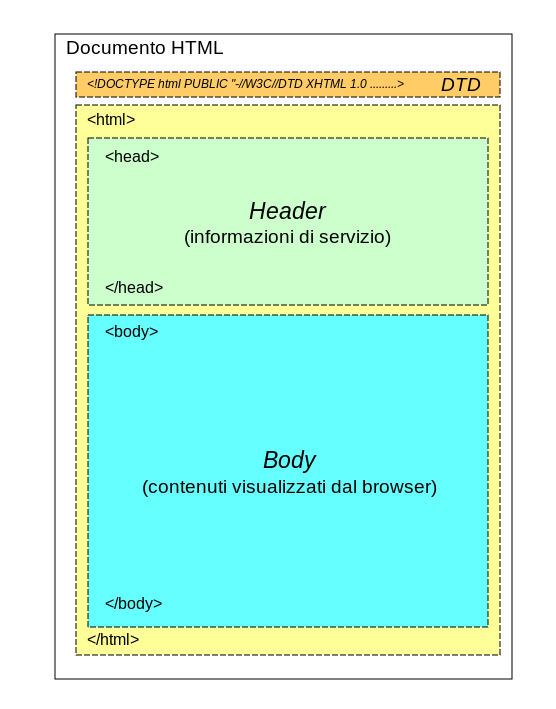 Documento HTML
<!DOCTYPE html PUBLIC "-//W3C//DTD XHTML 1.0 .........> DTD
<html>
<head>
Header
(informazioni di servizio)
</head>
<body>
Body
(contenuti visualizzati dal browser)
</body>
</html>